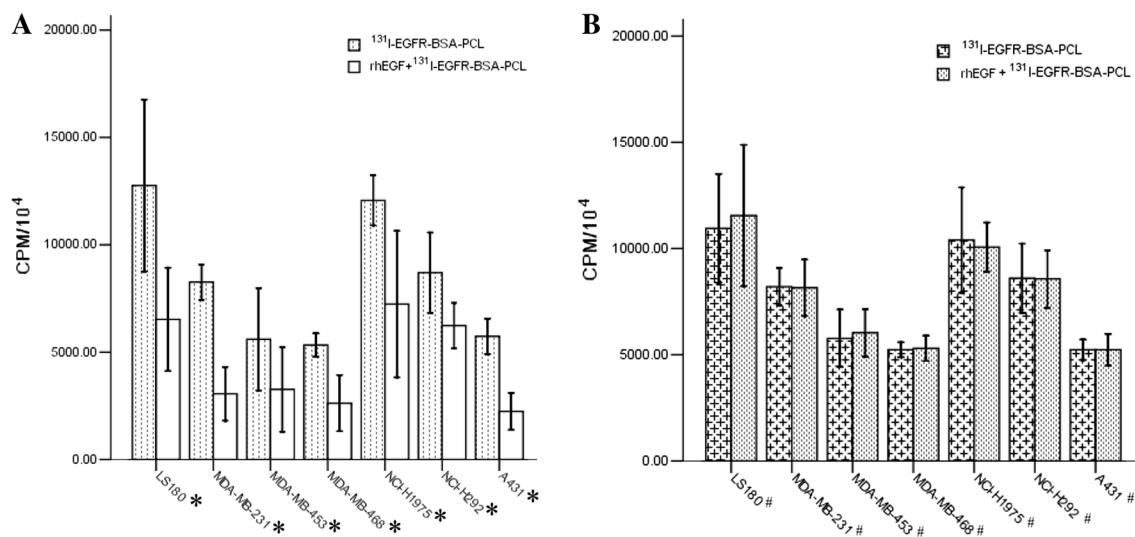 A
20000.00
15000.00
10000.00
5000.00
0.00
CPM/10⁴
¹³¹I-EGFR-BSA-PCL
rhEGF+¹³¹I-EGFR-BSA-PCL
LS180 *
MDA-MB-231 *
MDA-MB-453 *
MDA-MB-468 *
NCI-H1975 *
NCI-H292 *
A431 *
B
20000.00
15000.00
10000.00
5000.00
0.00
CPM/10⁴
¹³¹I-EGFR-BSA-PCL
rhEGF + ¹³¹I-EGFR-BSA-PCL
LS180 #
MDA-MB-231 #
MDA-MB-453 #
MDA-MB-468 #
NCI-H1975 #
NCI-H292 #
A431 #